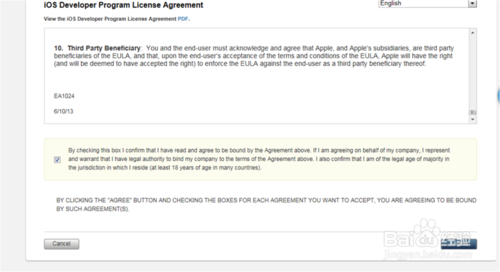 iOS Developer Program License Agreement
English
View the iOS Developer Program License Agreement PDF.
10. Third Party Beneficiary: You and the end-user must acknowledge and agree that Apple, and Apple's subsidiaries, are third party
beneficiaries of the EULA, and that, upon the end-user's acceptance of the terms and conditions of the EULA, Apple will have the right
(and will be deemed to have accepted the right) to enforce the EULA against the end-user as a third party beneficiary thereof.
EA1024
6/10/13
By checking this box I confirm that I have read and agree to be bound by the Agreement above. If I am agreeing on behalf of my company, I represent
and warrant that I have legal authority to bind my company to the terms of the Agreement above. I also confirm that I am of the legal age of majority in
the jurisdiction in which I reside (at least 18 years of age in many countries).
BY CLICKING THE "AGREE" BUTTON AND CHECKING THE BOXES FOR EACH AGREEMENT YOU WANT TO ACCEPT, YOU ARE AGREEING TO BE BOUND
BY SUCH AGREEMENT(S).
Cancel
Baidu经验
jingyan.baidu.com